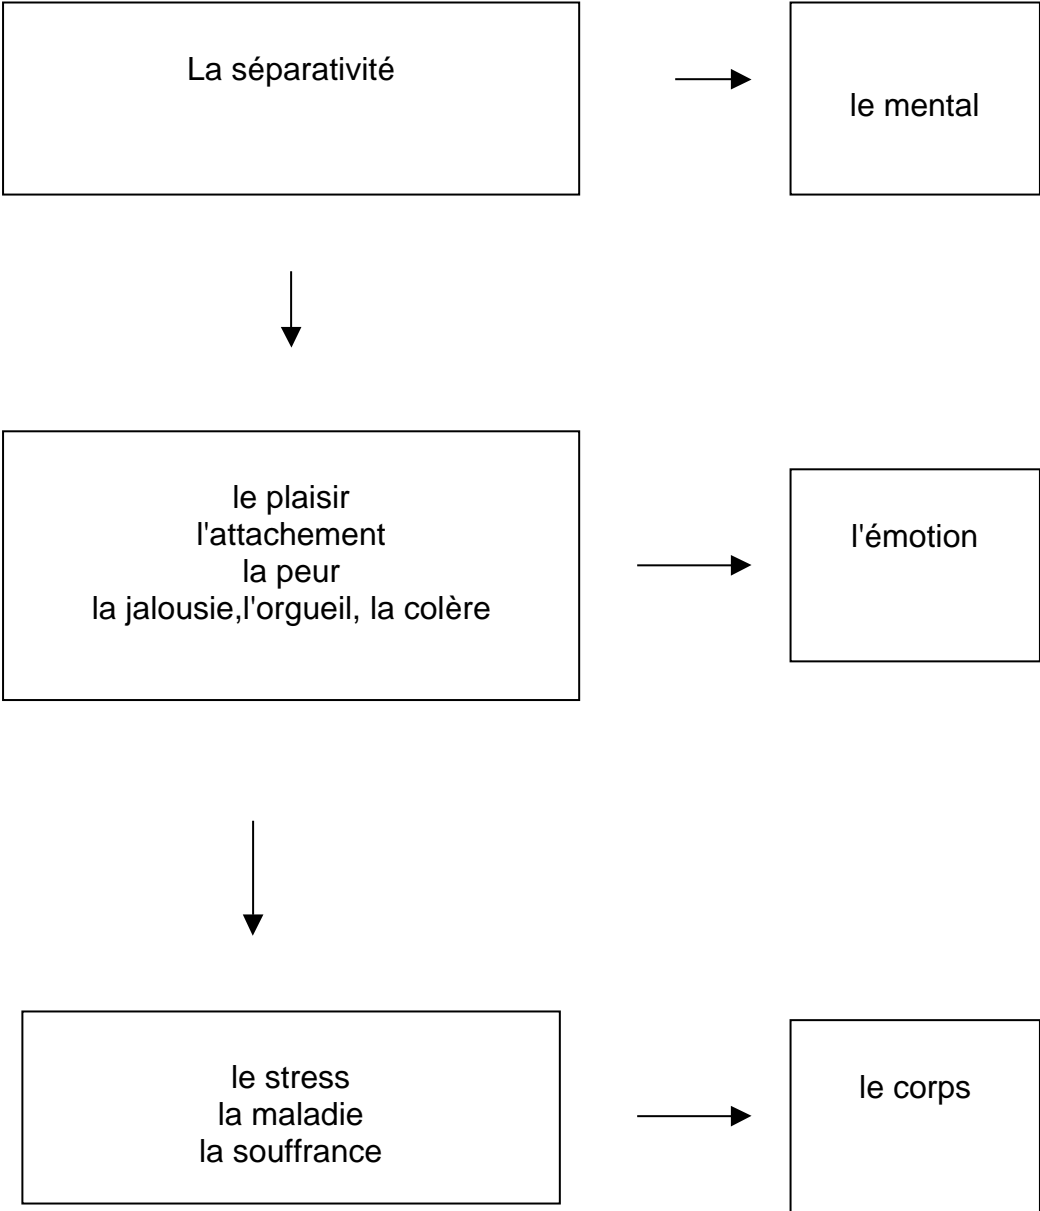 La séparativité
le mental
le plaisir
l'attachement
la peur
la jalousie,l'orgueil, la colère
l'émotion
le stress
la maladie
la souffrance
le corps